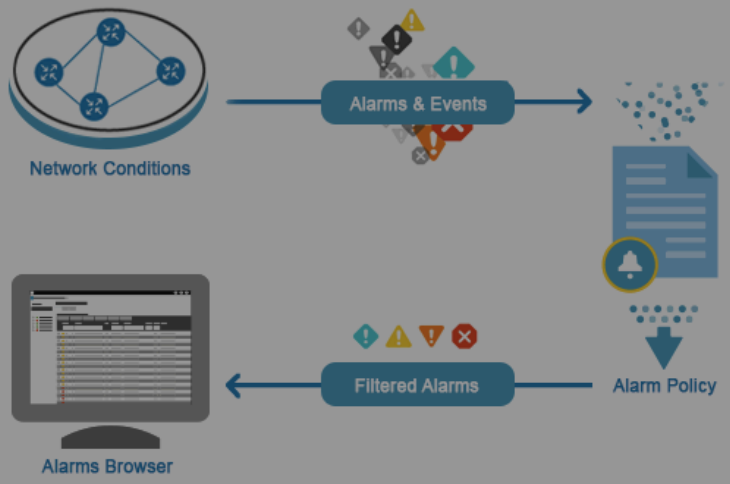 Alarms & Events
Network Conditions
Filtered Alarms
Alarm Policy
Alarms Browser